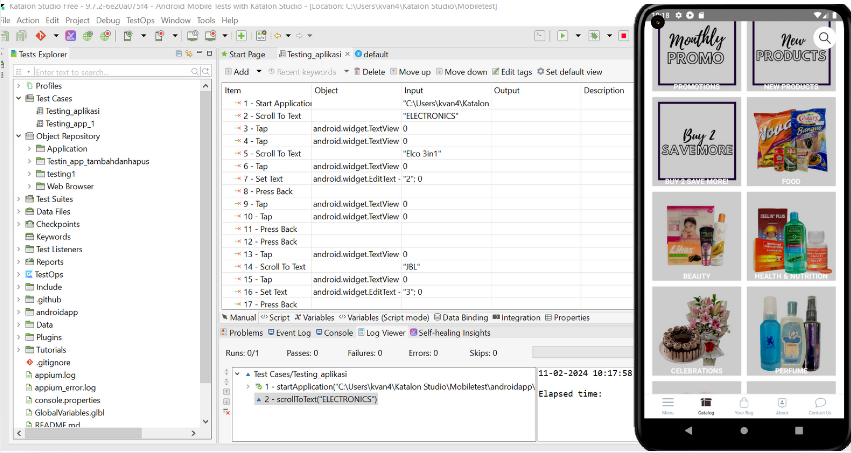 Katalon Studio Free - 9.7.2-6e20a075f4 - Android Mobile Tests with Katalon Studio - [Location: C:\Users\kvan4\Katalon Studio\Mobiletest]
File Action Edit Project Debug TestOps Window Tools Help
Tests Explorer
Enter text to search...
Profiles
Test Cases
Testing_aplikasi
Testing_app_1
Object Repository
Application
Testin_app_tambahdanhapus
testing1
Web Browser
Test Suites
Data Files
Checkpoints
Keywords
Test Listeners
Reports
TestOps
Include
.github
androidapp
Data
Plugins
Tutorials
.gitignore
appium.log
appium_error.log
console.properties
GlobalVariables.glbl
README.md
Start Page Testing_aplikasi default
Add Recent keywords Delete Move up Move down Edit tags Set default view
Item Object Input Output Description
1 - Start Application "C:\Users\kvan4\Katalon
2 - Scroll To Text "ELECTRONICS"
3 - Tap android.widget.TextView 0
4 - Tap android.widget.TextView 0
5 - Scroll To Text "Elco 3in1"
6 - Tap android.widget.TextView 0
7 - Set Text android.widget.EditText - "2"; 0
8 - Press Back
9 - Tap android.widget.TextView 0
10 - Tap android.widget.TextView 0
11 - Press Back
12 - Press Back
13 - Tap android.widget.TextView 0
14 - Scroll To Text "JBL"
15 - Tap android.widget.TextView 0
16 - Set Text android.widget.EditText - "3"; 0
17 - Press Back
Manual Script Variables Variables (Script mode) Data Binding Integration Properties
Problems Event Log Console Log Viewer Self-healing Insights
Runs: 0/1 Passes: 0 Failures: 0 Errors: 0 Skips: 0
Test Cases/Testing_aplikasi
1 - startApplication("C:\Users\kvan4\Katalon Studio\Mobiletest\androidapp\
2 - scrollToText("ELECTRONICS")
11-02-2024 10:17:58
Elapsed time:
Monthly
PROMO
PROMOTIONS
New
PRODUCTS
NEW PRODUCTS
Buy 2
SAVEMORE
BUY 2 SAVE MORE!
FOOD
BEAUTY
HEALTH & NUTRITION
CELEBRATIONS
PERFUME
Menu Catalog Your Bag About Contact Us